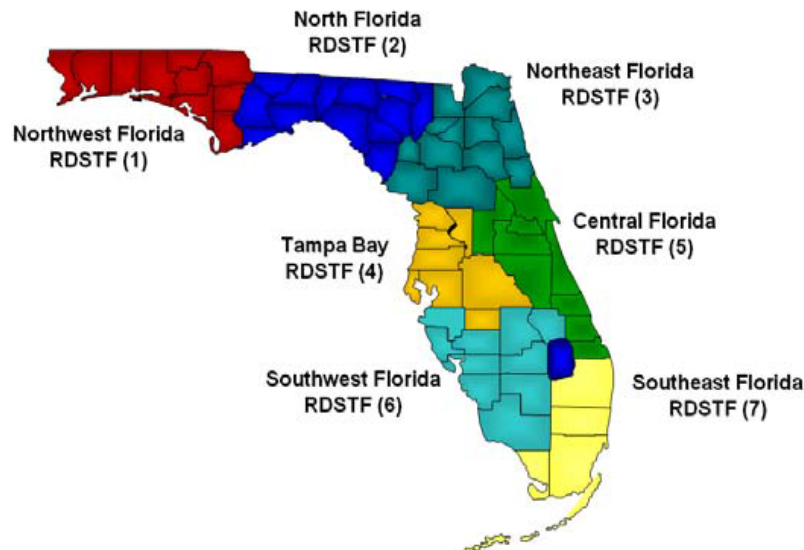 North Florida
RDSTF (2)
Northeast Florida
RDSTF (3)
Northwest Florida
RDSTF (1)
Central Florida
RDSTF (5)
Tampa Bay
RDSTF (4)
Southwest Florida
RDSTF (6)
Southeast Florida
RDSTF (7)